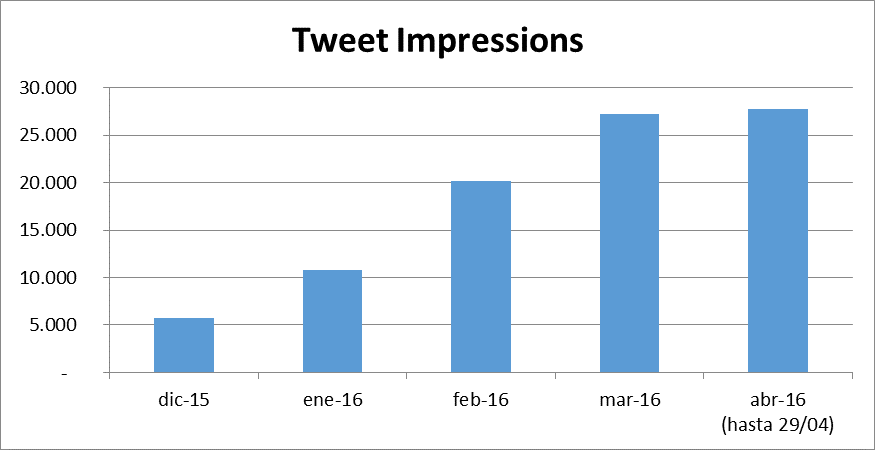 Tweet Impressions
30.000
25.000
20.000
15.000
10.000
5.000
-
dic-15
ene-16
feb-16
mar-16
abr-16
(hasta 29/04)